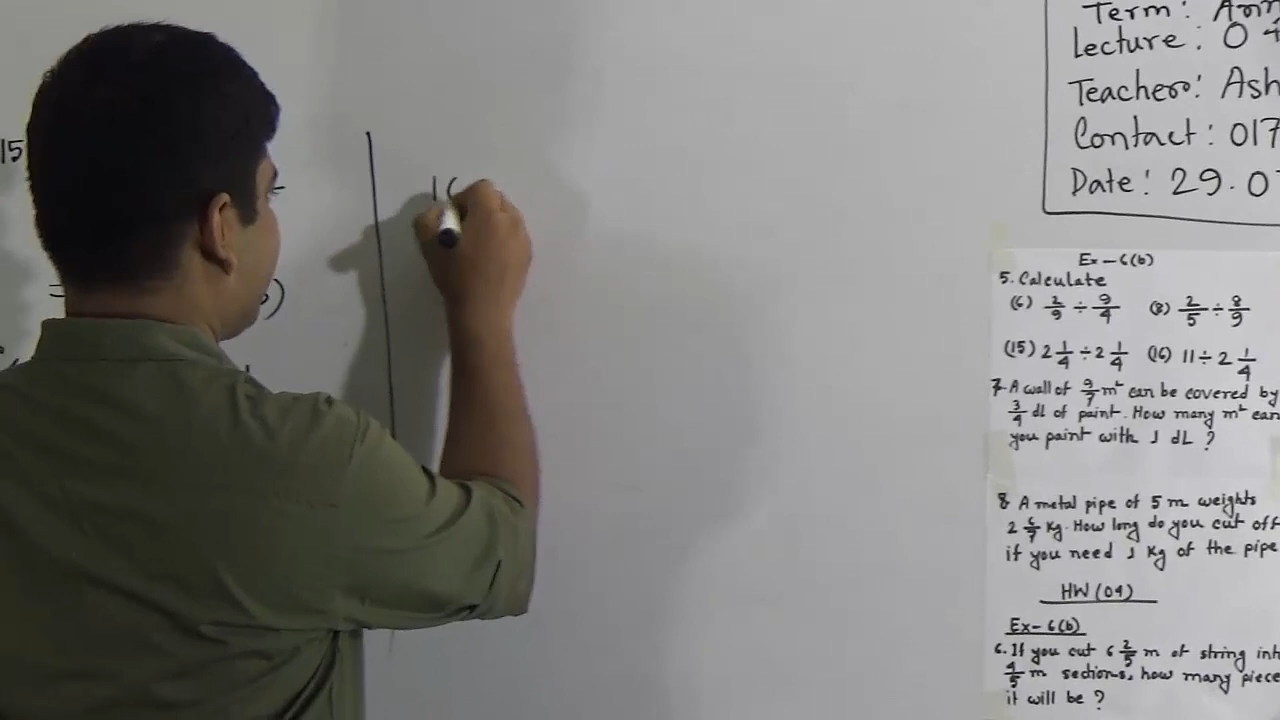 15
Term: Ann
Lecture: 04
Teacher: Ash
Contact: 017
Date: 29.0
Ex-6(b)
5. Calculate
(6) 2/9 ÷ 9/4 (8) 2/5 ÷ 8/9
(15) 2 1/4 ÷ 2 1/4 (16) 11 ÷ 2 1/4
7. A wall of 9/7 m² can be covered by
3/4 dl of paint. How many m² can
you paint with 1 dL ?
8 A metal pipe of 5 m weights
2 6/7 Kg. How long do you cut off
if you need 1 Kg of the pipe
HW (04)
Ex-6(b)
6. If you cut 6 2/5 m of string int
4/5 m sections, how many piece
it will be ?